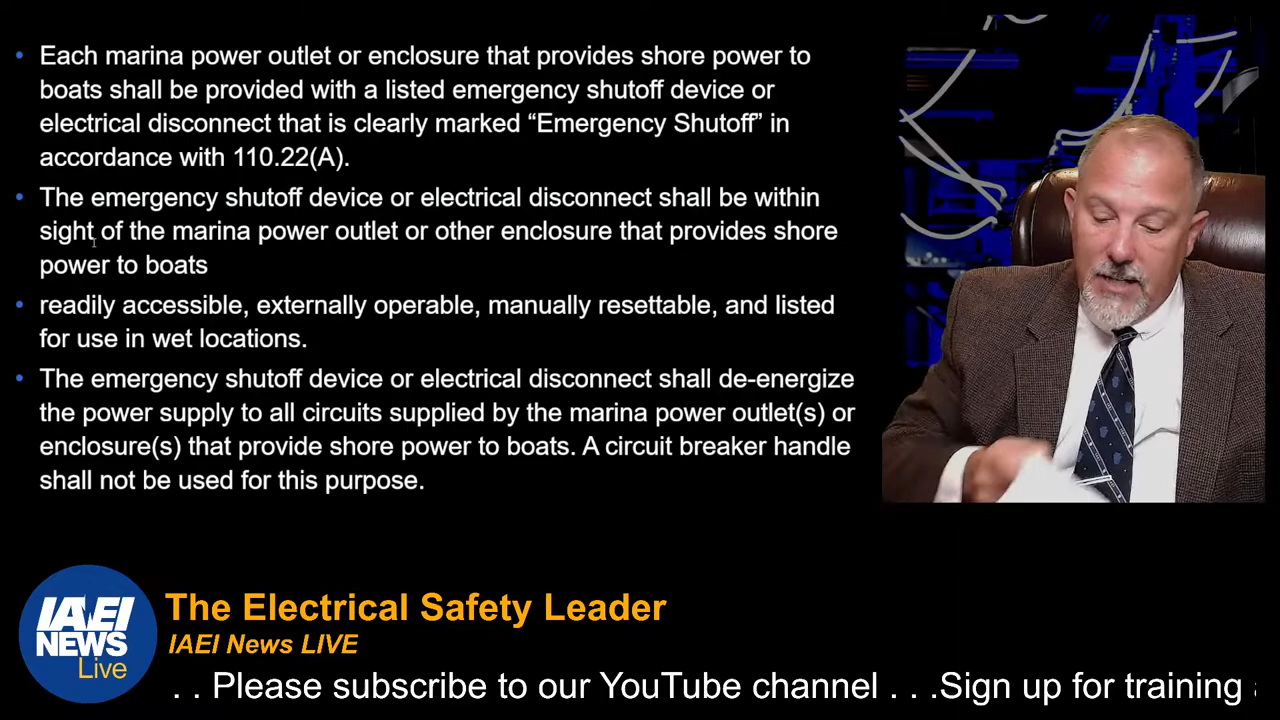 Each marina power outlet or enclosure that provides shore power to
boats shall be provided with a listed emergency shutoff device or
electrical disconnect that is clearly marked “Emergency Shutoff” in
accordance with 110.22(A).
The emergency shutoff device or electrical disconnect shall be within
sight of the marina power outlet or other enclosure that provides shore
power to boats
readily accessible, externally operable, manually resettable, and listed
for use in wet locations.
The emergency shutoff device or electrical disconnect shall de-energize
the power supply to all circuits supplied by the marina power outlet(s) or
enclosure(s) that provide shore power to boats. A circuit breaker handle
shall not be used for this purpose.
IAEI
NEWS
Live
The Electrical Safety Leader
IAEI News LIVE
. . Please subscribe to our YouTube channel . . .Sign up for training